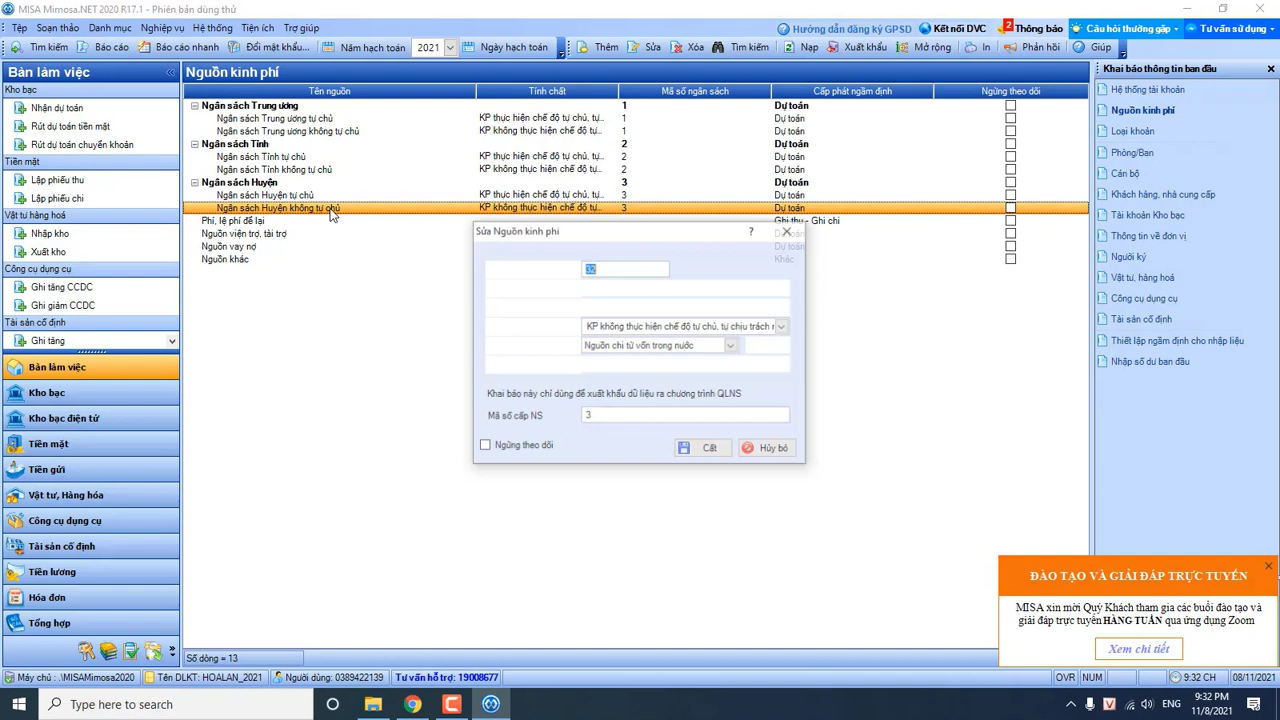 MISA Mimosa.NET 2020 R17.1 - Phiên bản dùng thử
Tệp Soạn thảo Danh mục Nghiệp vụ Hệ thống Tiện ích Trợ giúp
Hướng dẫn đăng ký GPSD Kết nối DVC 2 Thông báo Câu hỏi thường gặp Tư vấn sử dụng
Tìm kiếm Báo cáo Báo cáo nhanh Đổi mật khẩu... Năm hạch toán 2021 Ngày hạch toán Thêm Sửa Xóa Tìm kiếm Nạp Xuất khẩu Mở rộng In Phản hồi Giúp
Bàn làm việc
Kho bạc
Nhận dự toán
Rút dự toán tiền mặt
Rút dự toán chuyển khoản
Tiền mặt
Lập phiếu thu
Lập phiếu chi
Vật tư hàng hoá
Nhập kho
Xuất kho
Công cụ dụng cụ
Ghi tăng CCDC
Ghi giảm CCDC
Tài sản cố định
Ghi tăng
Bàn làm việc
Kho bạc
Kho bạc điện tử
Tiền mặt
Tiền gửi
Vật tư, Hàng hóa
Công cụ dụng cụ
Tài sản cố định
Tiền lương
Hóa đơn
Tổng hợp
Nguồn kinh phí
Tên nguồn Tính chất Mã số ngân sách Cấp phát ngầm định Ngừng theo dõi
Ngân sách Trung ương 1 Dự toán
Ngân sách Trung ương tự chủ KP thực hiện chế độ tự chủ, tự... 1 Dự toán
Ngân sách Trung ương không tự chủ KP không thực hiện chế độ tự... 1 Dự toán
Ngân sách Tỉnh 2 Dự toán
Ngân sách Tỉnh tự chủ KP thực hiện chế độ tự chủ, tự... 2 Dự toán
Ngân sách Tỉnh không tự chủ KP không thực hiện chế độ tự... 2 Dự toán
Ngân sách Huyện 3 Dự toán
Ngân sách Huyện tự chủ KP thực hiện chế độ tự chủ, tự... 3 Dự toán
Ngân sách Huyện không tự chủ KP không thực hiện chế độ tự... 3 Dự toán
Phí, lệ phí để lại Ghi thu - Ghi chi
Nguồn viện trợ, tài trợ Dự toán
Nguồn vay nợ Dự toán
Nguồn khác Khác
Sửa Nguồn kinh phí ?
32
KP không thực hiện chế độ tự chủ, tự chịu trách n
Nguồn chi từ vốn trong nước
Khai báo này chỉ dùng để xuất khẩu dữ liệu ra chương trình QLNS
Mã số cấp NS 3
Ngừng theo dõi Cất Hủy bỏ
Số dòng = 13
Khai báo thông tin ban đầu
Hệ thống tài khoản
Nguồn kinh phí
Loại khoản
Phòng/Ban
Cán bộ
Khách hàng, nhà cung cấp
Tài khoản Kho bạc
Thông tin về đơn vị
Người ký
Vật tư, hàng hoá
Công cụ dụng cụ
Tài sản cố định
Thiết lập ngầm định cho nhập liệu
Nhập số dư ban đầu
ĐÀO TẠO VÀ GIẢI ĐÁP TRỰC TUYẾN
MISA xin mời Quý Khách tham gia các buổi đào tạo và
giải đáp trực tuyến HÀNG TUẦN qua ứng dụng Zoom
Xem chi tiết
Máy chủ : .\MISAMimosa2020 Tên DLKT: HOALAN_2021 Người dùng: 0389422139 Tư vấn hỗ trợ: 19008677 OVR NUM 9:32 CH 08/11/2021
Type here to search ENG 9:32 PM
11/8/2021